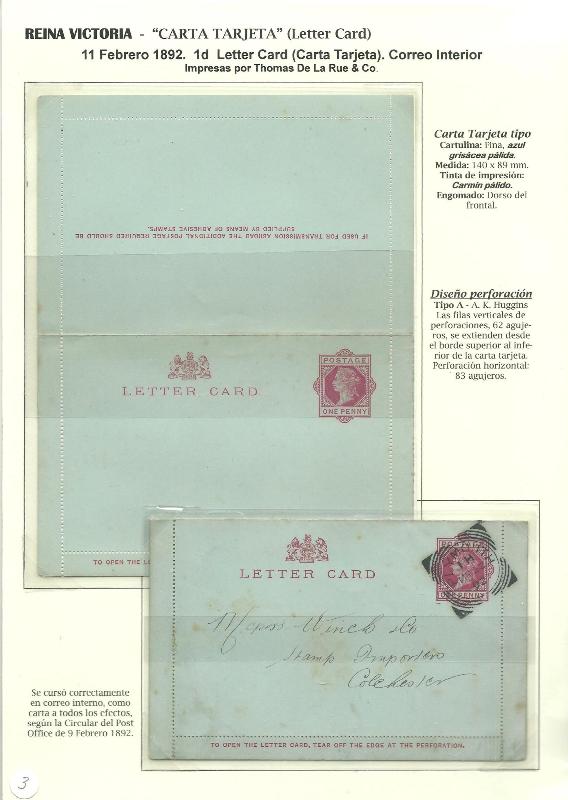 REINA VICTORIA - "CARTA TARJETA" (Letter Card)
11 Febrero 1892. 1d Letter Card (Carta Tarjeta). Correo Interior
Impresas por Thomas De La Rue & Co.
Carta Tarjeta tipo
Cartulina: Fina, azul
grisácea pálida.
Medida: 140 x 89 mm.
Tinta de impresión:
Carmín pálido.
Engomado: Dorso del
frontal.
IF USED FOR TRANSMISSION ABROAD THE ADDITIONAL POSTAGE REQUIRED SHOULD BE
SUPPLIED BY MEANS OF ADHESIVE STAMPS.
Diseño perforación
Tipo A - A. K. Huggins
Las filas verticales de
perforaciones, 62 aguje-
ros, se extienden desde
el borde superior al infe-
rior de la carta tarjeta.
Perforación horizontal:
83 agujeros.
LETTER CARD.
POSTAGE
ONE PENNY
TO OPEN THE L
LETTER CARD
POSTAGE
ONE PENNY
Messrs Winch & Co
Stamp Importers
Colchester
TO OPEN THE LETTER CARD, TEAR OFF THE EDGE AT THE PERFORATION.
Se cursó correctamente
en correo interno, como
carta a todos los efectos,
según la Circular del Post
Office de 9 Febrero 1892.
3